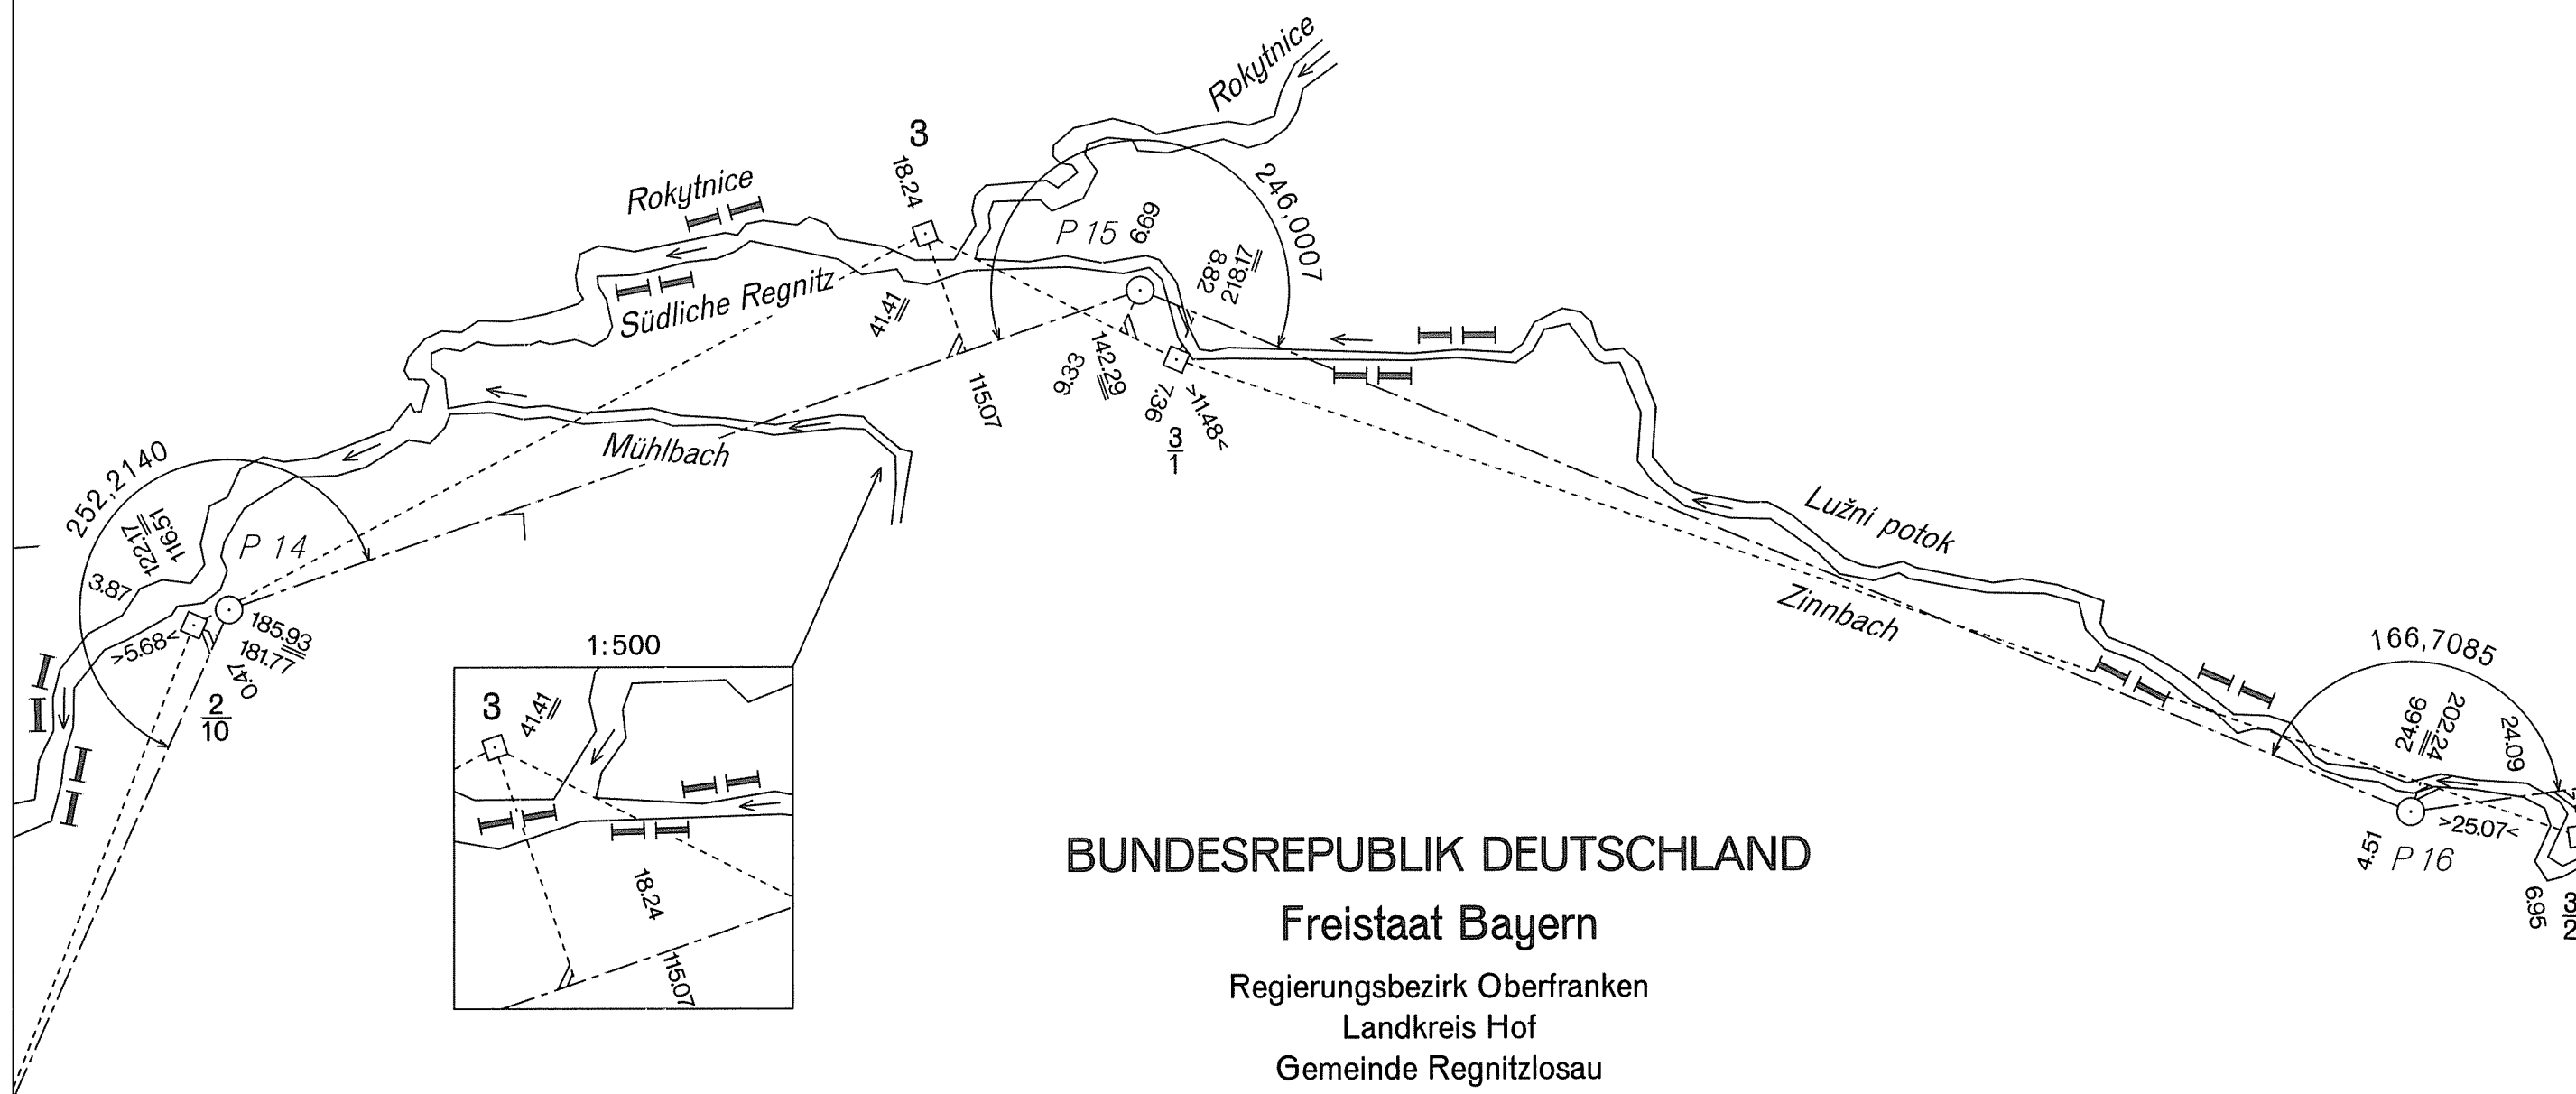 Rokytnice
3
18.24
Rokytnice
246,0007
P 15
6.69
8.82
218.17
Südliche Regnitz
41.41
115.07
9.33
142.29
7.36
>11.48<
3
1
Mühlbach
252,2140
122.17
116.51
P 14
3.87
>5.68<
185.93
181.77
0.47
2
10
Lužní potok
Zinnbach
166,7085
24.66
202.24
24.09
>25.07<
4.51
P 16
6.95
3
2
1:500
3
41.41
18.24
115.07
BUNDESREPUBLIK DEUTSCHLAND
Freistaat Bayern
Regierungsbezirk Oberfranken
Landkreis Hof
Gemeinde Regnitzlosau